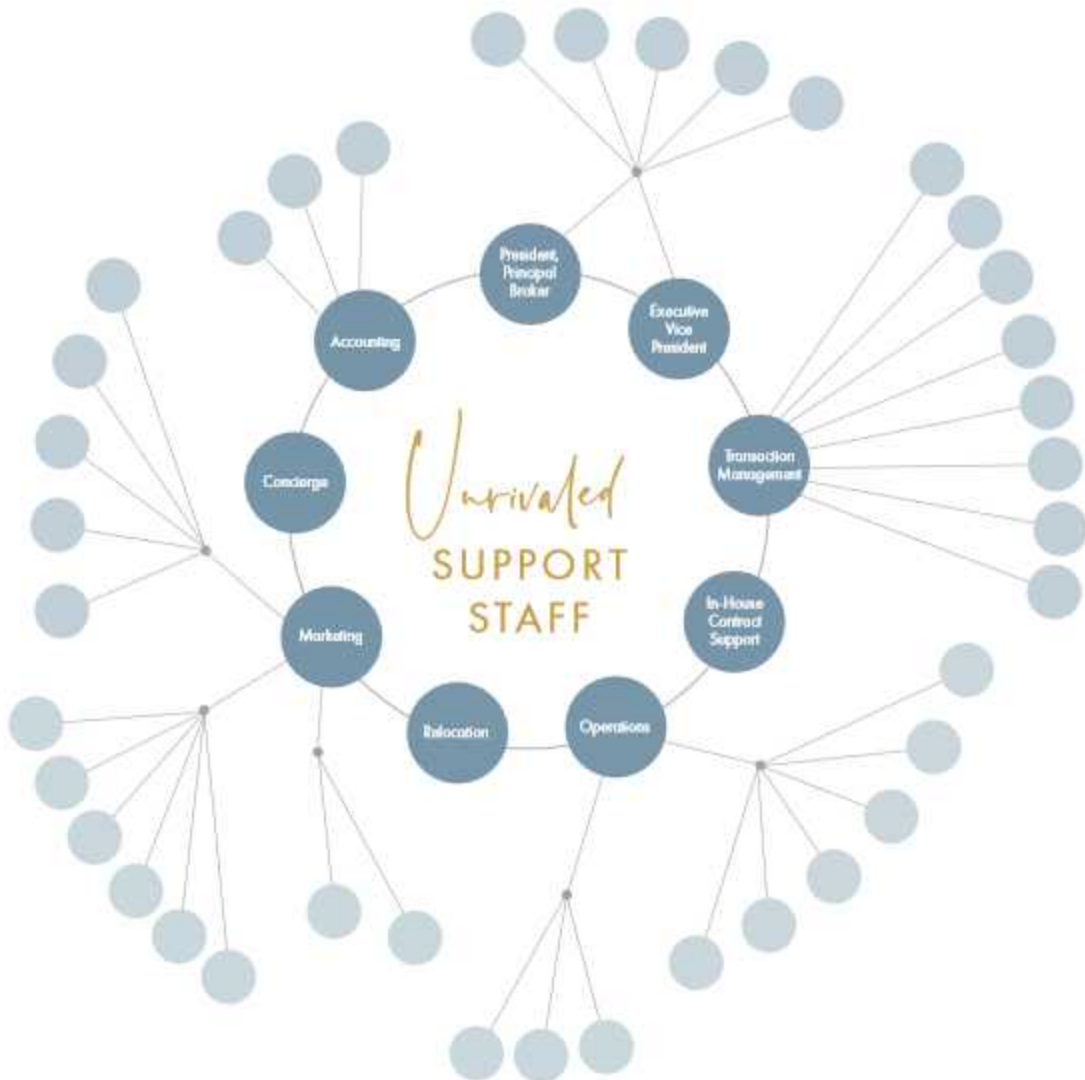 President,
Principal
Broker
Executive
Vice
President
Accounting
Transaction
Management
Concierge
Unrivaled
SUPPORT
STAFF
In-House
Contract
Support
Marketing
Operations
Relocation